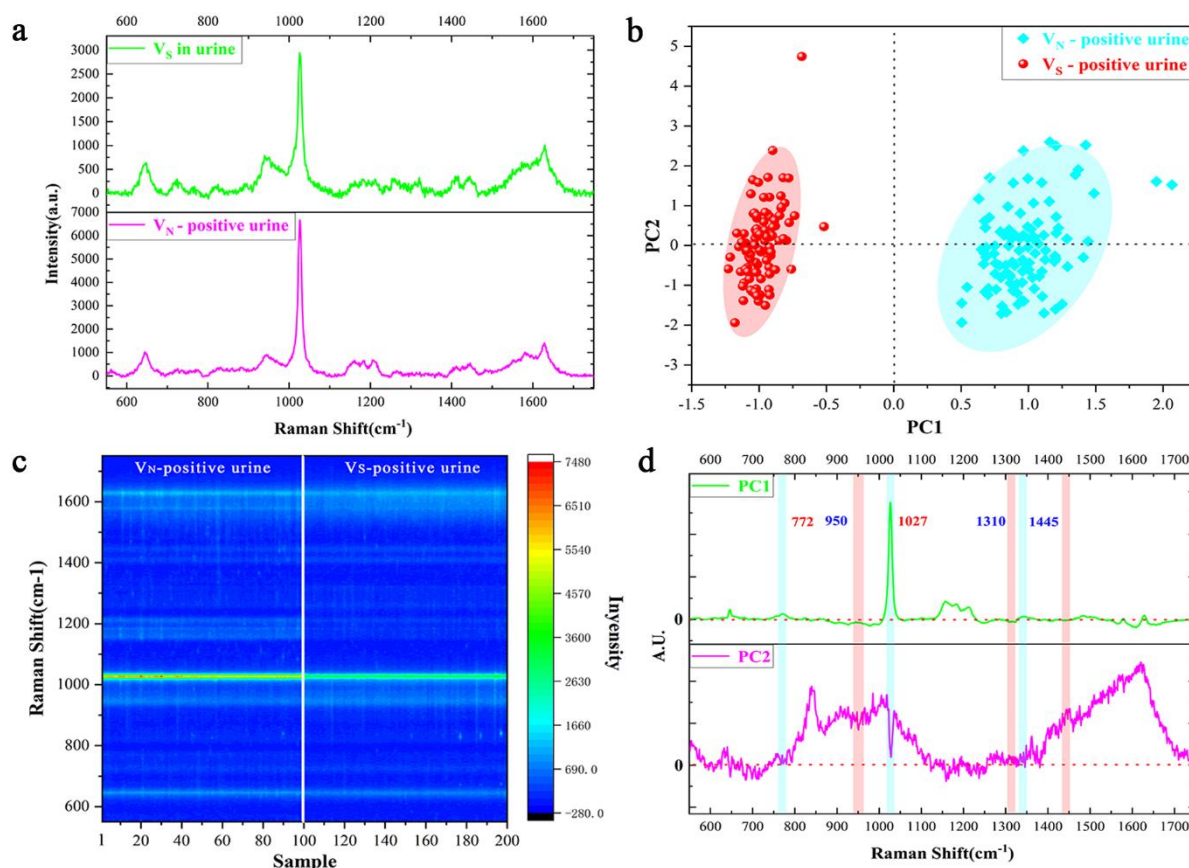 a
600 800 1000 1200 1400 1600
V_S in urine
3000
2500
2000
1500
1000
500
0
V_N - positive urine
7000
6000
5000
4000
3000
2000
1000
0
Intensity(a.u.)
600 800 1000 1200 1400 1600
Raman Shift(cm⁻¹)
b
V_N - positive urine
V_S - positive urine
5
4
3
2
1
0
-1
-2
-3
PC2
-1.5 -1.0 -0.5 0.0 0.5 1.0 1.5 2.0
PC1
c
V_N-positive urine V_S-positive urine
1600
1400
1200
1000
800
600
Raman Shift(cm-1)
1 20 40 60 80 100 120 140 160 180 200
Sample
7480
6510
5540
4570
3600
2630
1660
690. 0
-280. 0
Inyensity
d
600 700 800 900 1000 1100 1200 1300 1400 1500 1600 1700
PC1
772 950 1027 1310 1445
0
PC2
0
A.U.
600 700 800 900 1000 1100 1200 1300 1400 1500 1600 1700
Raman Shift(cm⁻¹)